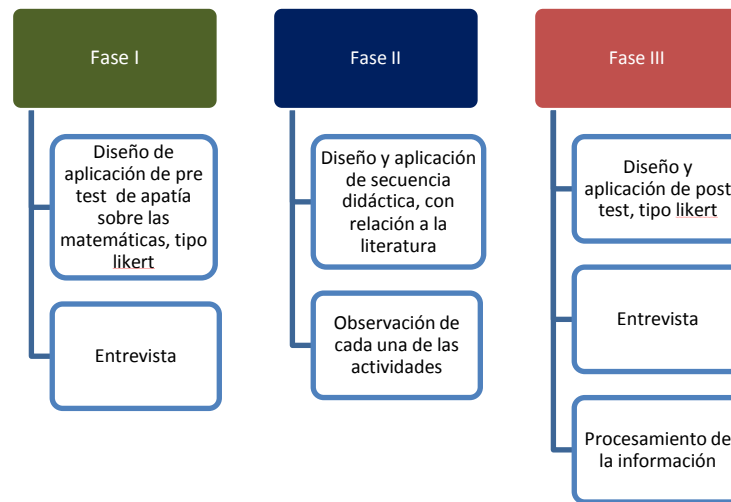 Fase I
Diseño de
aplicación de pre
test de apatía
sobre las
matemáticas, tipo
likert
Entrevista
Fase II
Diseño y aplicación
de secuencia
didáctica, con
relación a la
literatura
Observación de
cada una de las
actividades
Fase III
Diseño y
aplicación de post
test, tipo likert
Entrevista
Procesamiento de
la información